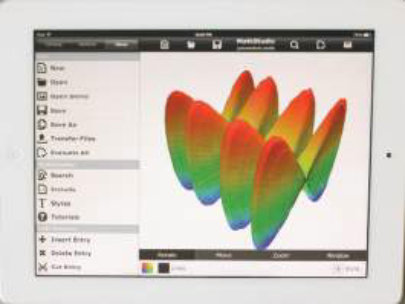 MathStudio
New
Open
Open Demo
Save
Save As
Transfer Files
Evaluate All
Search
Include
Styles
Tutorials
Insert Entry
Delete Entry
Cut Entry
Rotate
Move
Zoom
Window